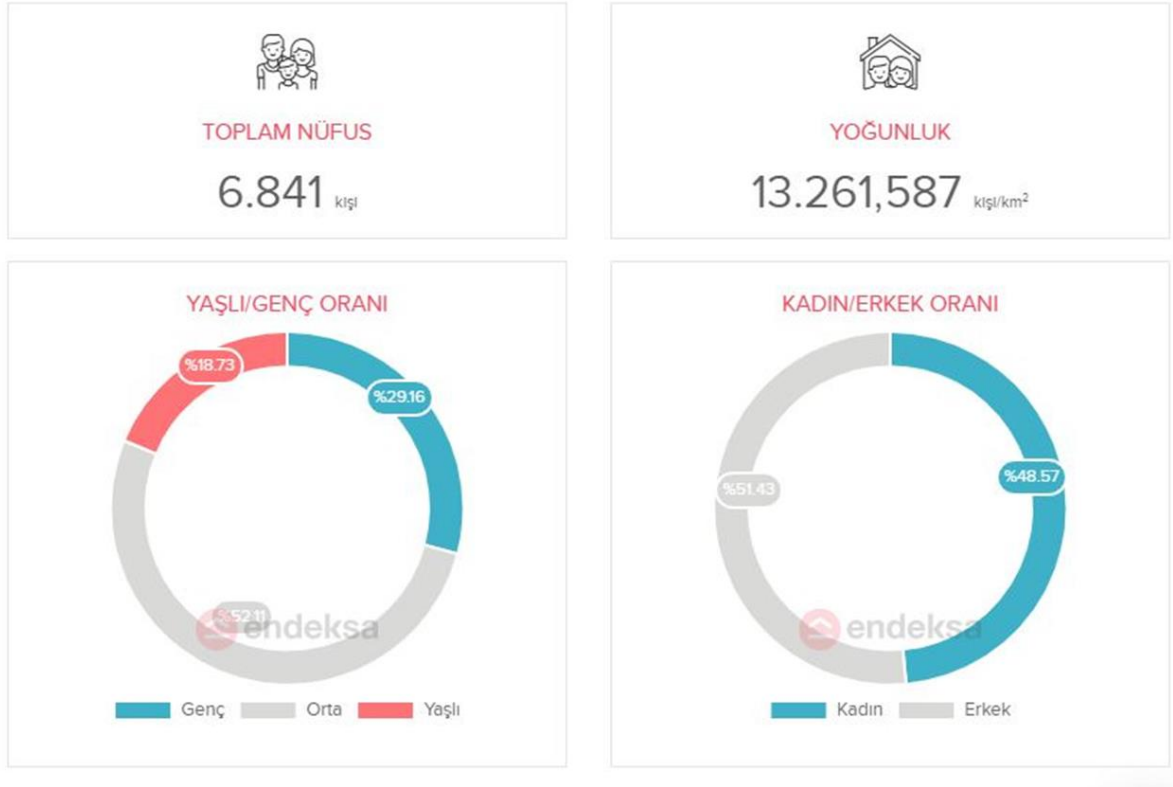 TOPLAM NÜFUS
6.841 kişi
YOĞUNLUK
13.261,587 kişi/km²
YAŞLI/GENÇ ORANI
%18.73
%29.16
%52.11
endeksa
Genç Orta Yaşlı
KADIN/ERKEK ORANI
%48.57
%51.43
endeksa
Kadın Erkek